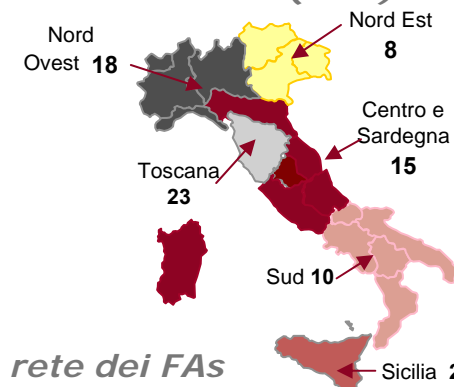 Nord Est
8
Nord
Ovest 18
Centro e
Sardegna
15
Toscana
23
Sud 10
rete dei FAs
Sicilia